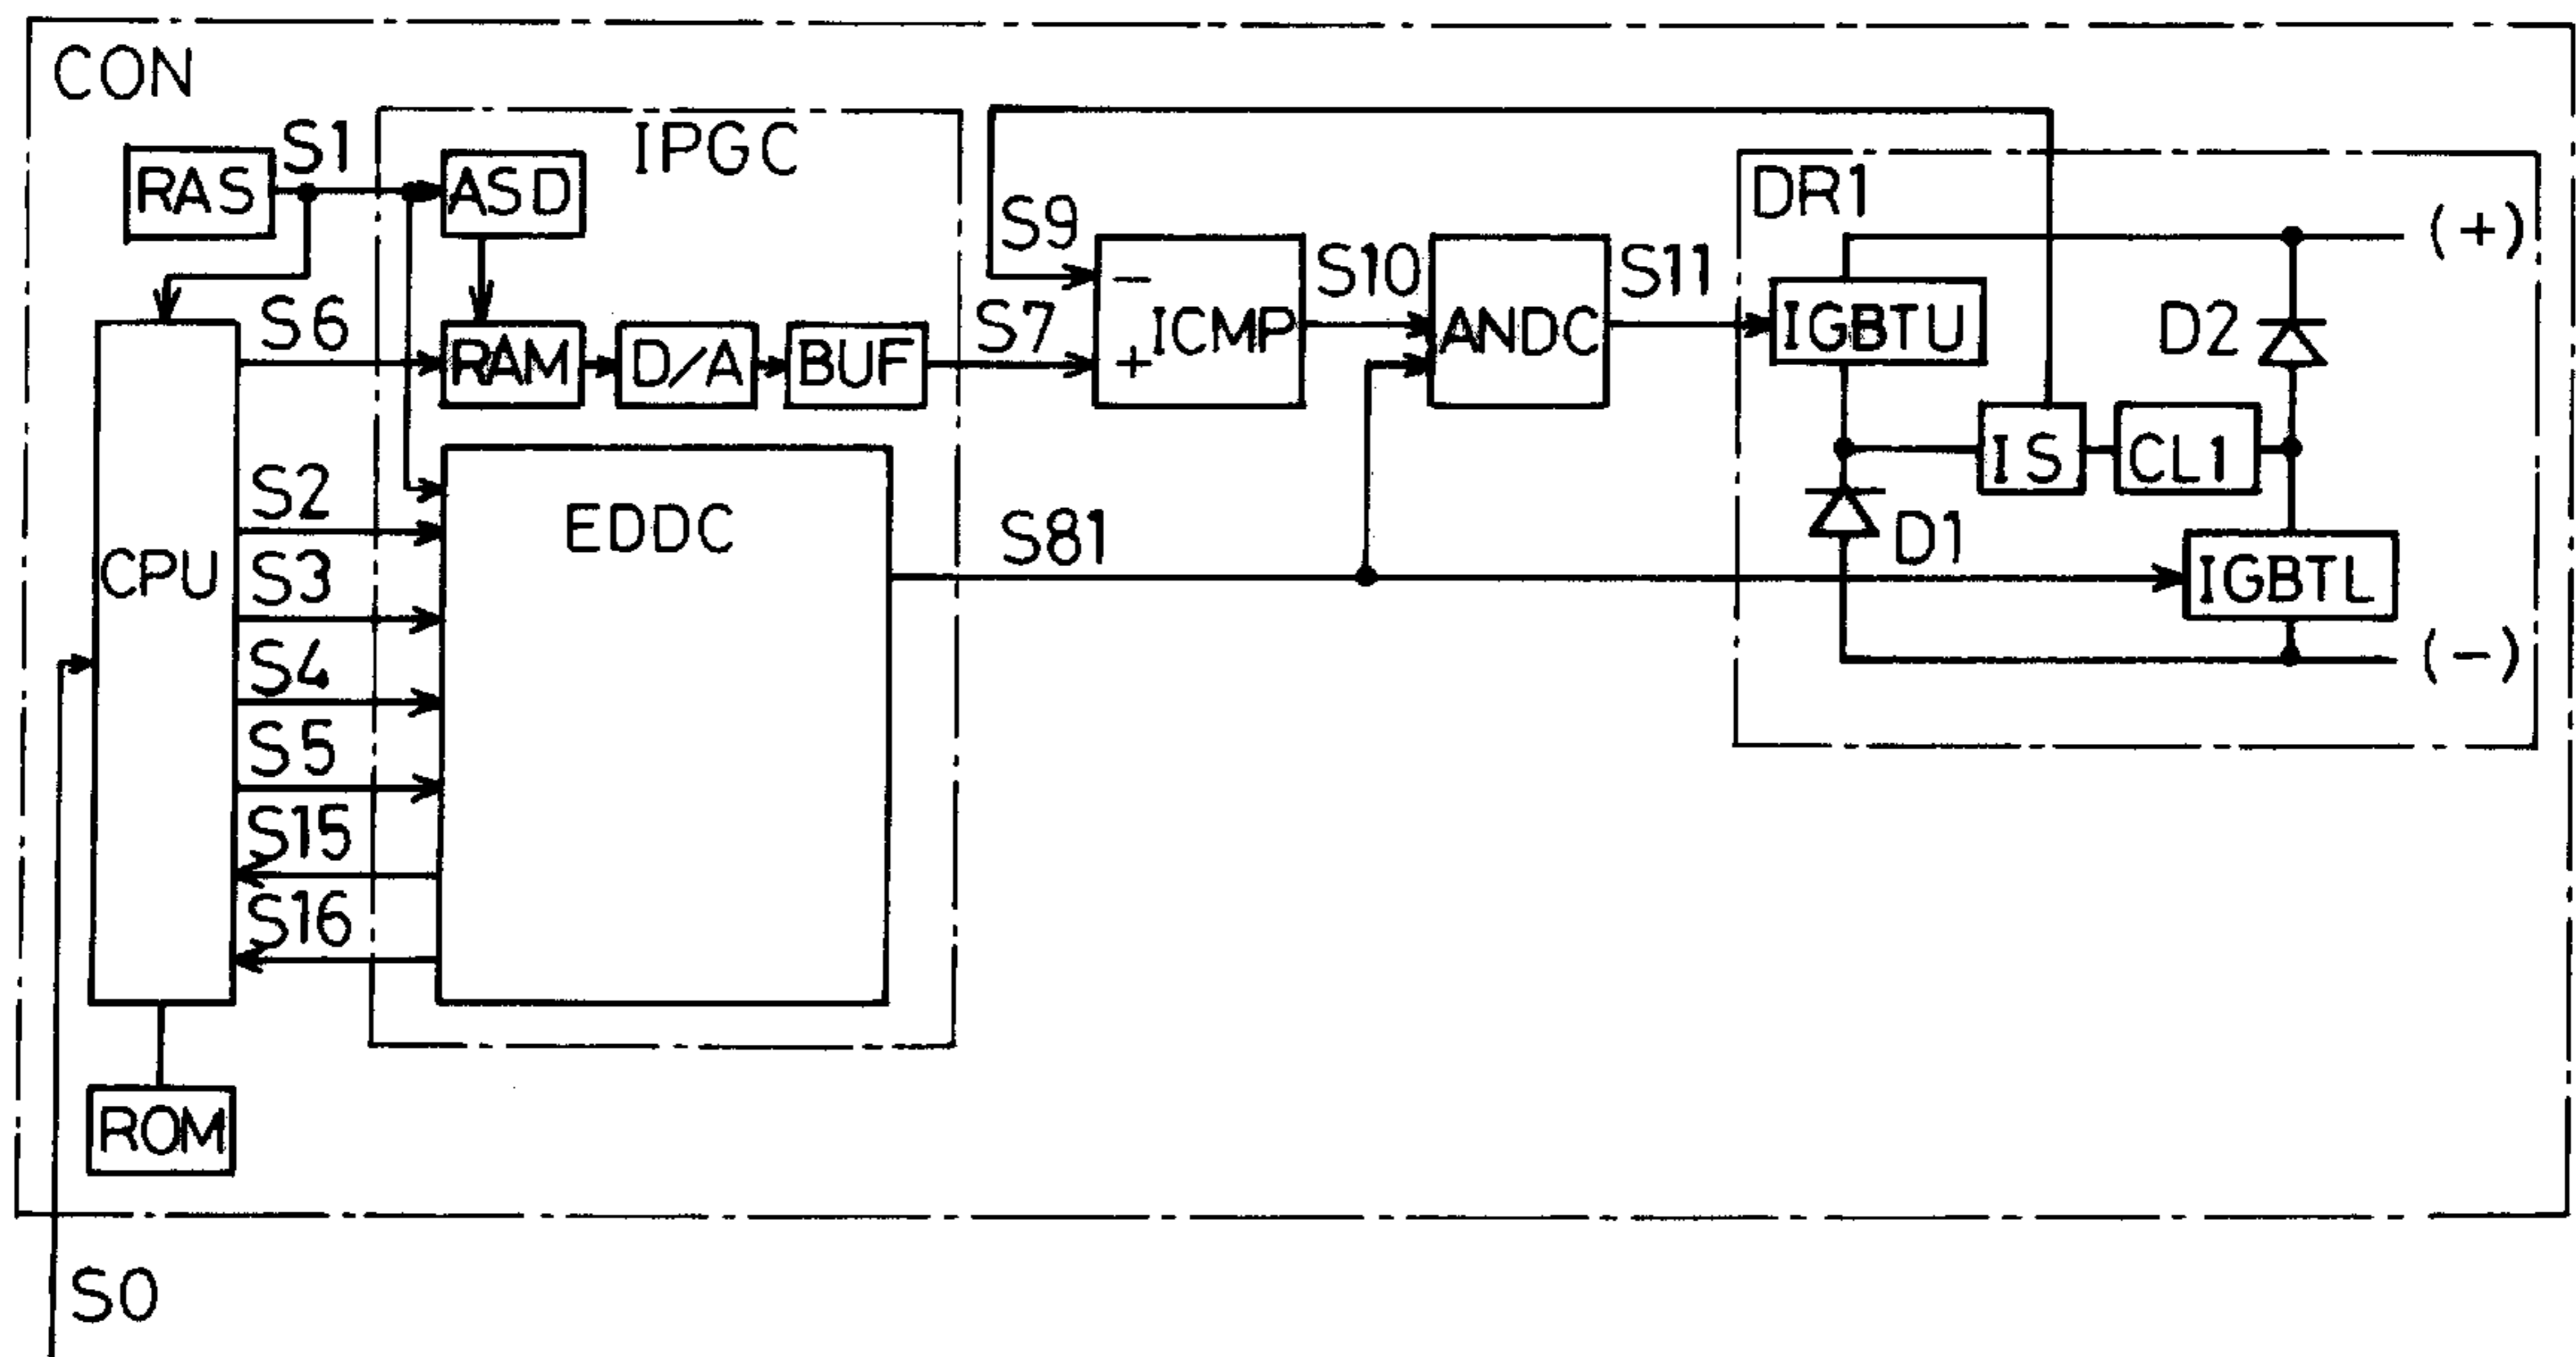 CON
RAS
S1
IPGC
ASD
S6
RAM
D/A
BUF
S7
S9
-
+
ICMP
S10
ANDC
S11
DR1
(+)
IGBTU
D2
IS
CL1
D1
IGBTL
(-)
CPU
S2
S3
S4
S5
S15
S16
EDDC
S81
ROM
S0